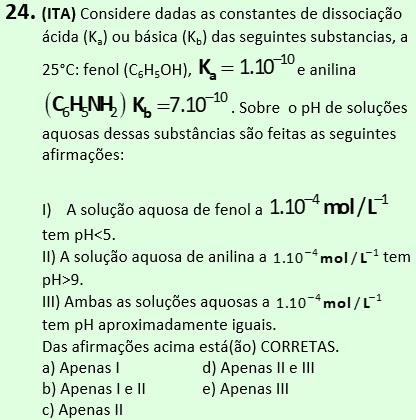 24. (ITA) Considere dadas as constantes de dissociação
ácida (Kₐ) ou básica (K_b) das seguintes substancias, a
25°C: fenol (C₆H₅OH), Kₐ = 1.10⁻¹⁰ e anilina
(C₆H₅NH₂) K_b =7.10⁻¹⁰. Sobre o pH de soluções
aquosas dessas substâncias são feitas as seguintes
afirmações:
I) A solução aquosa de fenol a 1.10⁻⁴ mol/L⁻¹
tem pH<5.
II) A solução aquosa de anilina a 1.10⁻⁴ mol/L⁻¹ tem
pH>9.
III) Ambas as soluções aquosas a 1.10⁻⁴ mol/L⁻¹
tem pH aproximadamente iguais.
Das afirmações acima está(ão) CORRETAS.
a) Apenas I d) Apenas II e III
b) Apenas I e II e) Apenas III
c) Apenas II